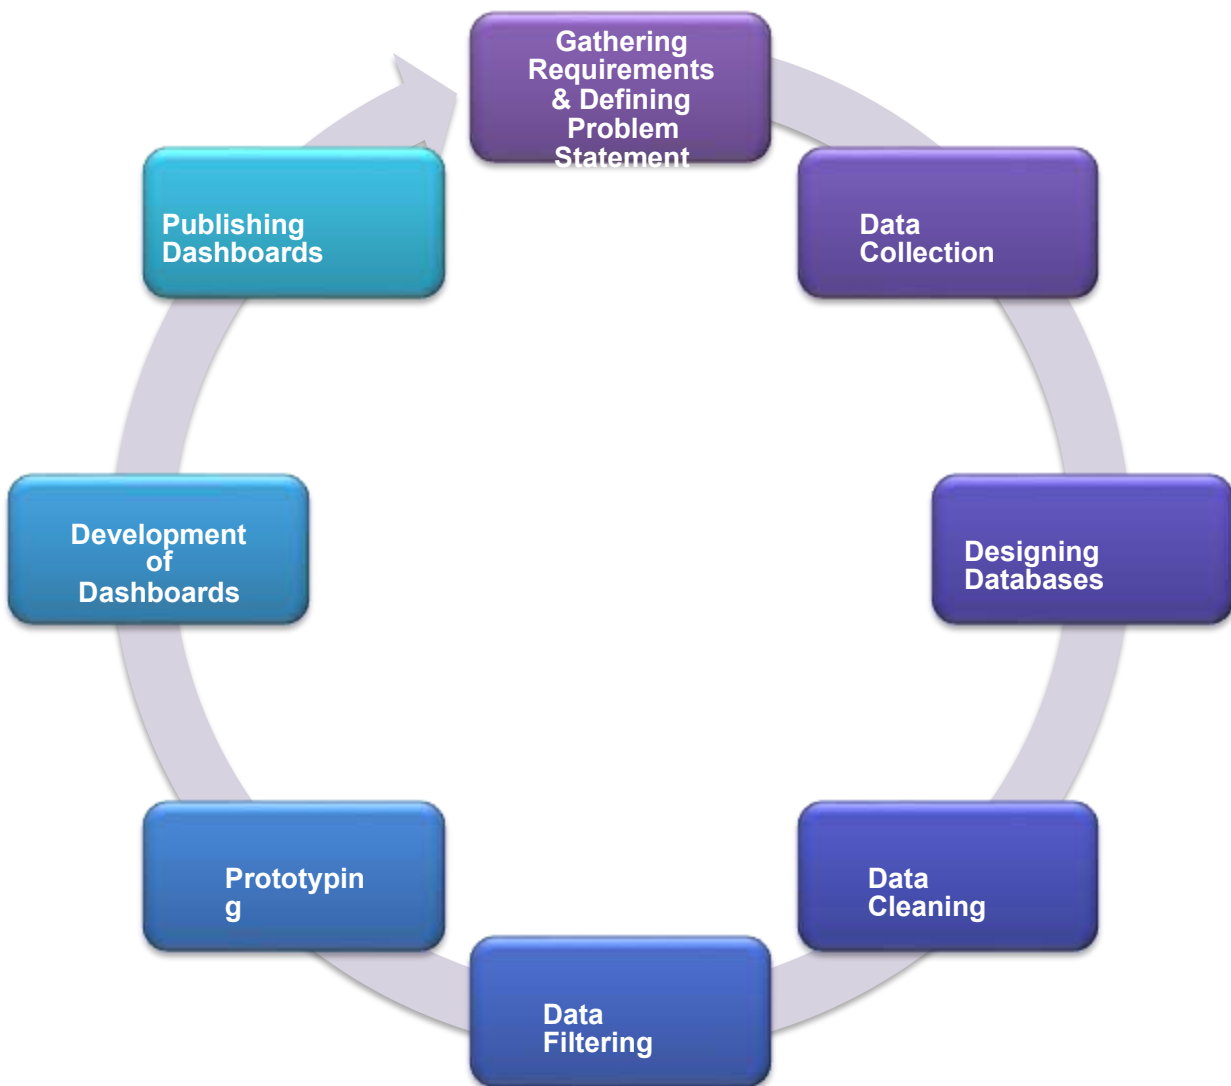 Gathering
Requirements
& Defining
Problem
Statement
Data
Collection
Designing
Databases
Data
Cleaning
Data
Filtering
Prototypin
g
Development
of
Dashboards
Publishing
Dashboards